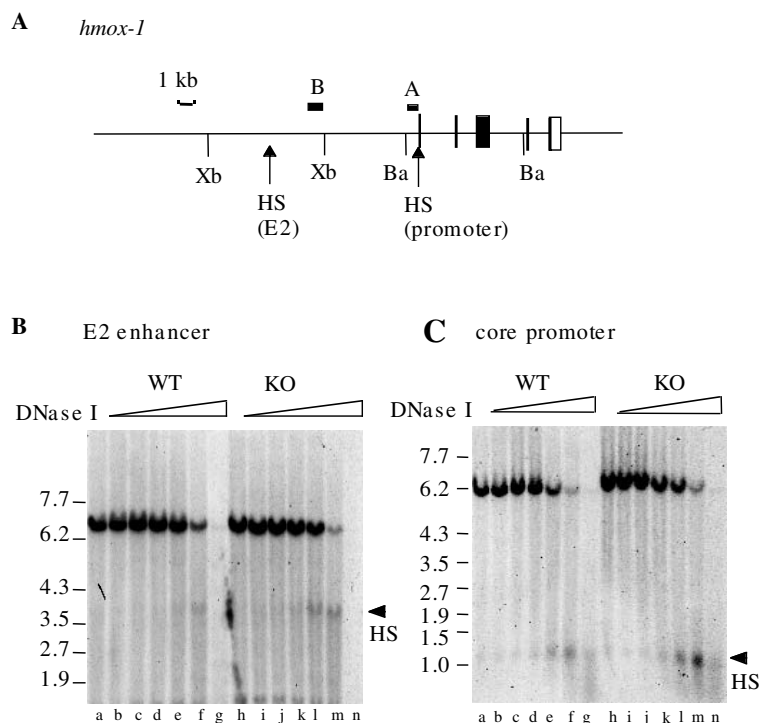 A hmox-1
1 kb
B A
Xb Xb Ba Ba
HS HS
(E2) (promoter)
B E2 enhancer
WT KO
DNase I
7.7
6.2
4.3
3.5
2.7
1.9
HS
a b c d e f g h i j k l m n
C core promoter
WT KO
DNase I
7.7
6.2
4.3
3.5
2.7
1.9
1.5
1.0
HS
a b c d e f g h i j k l m n